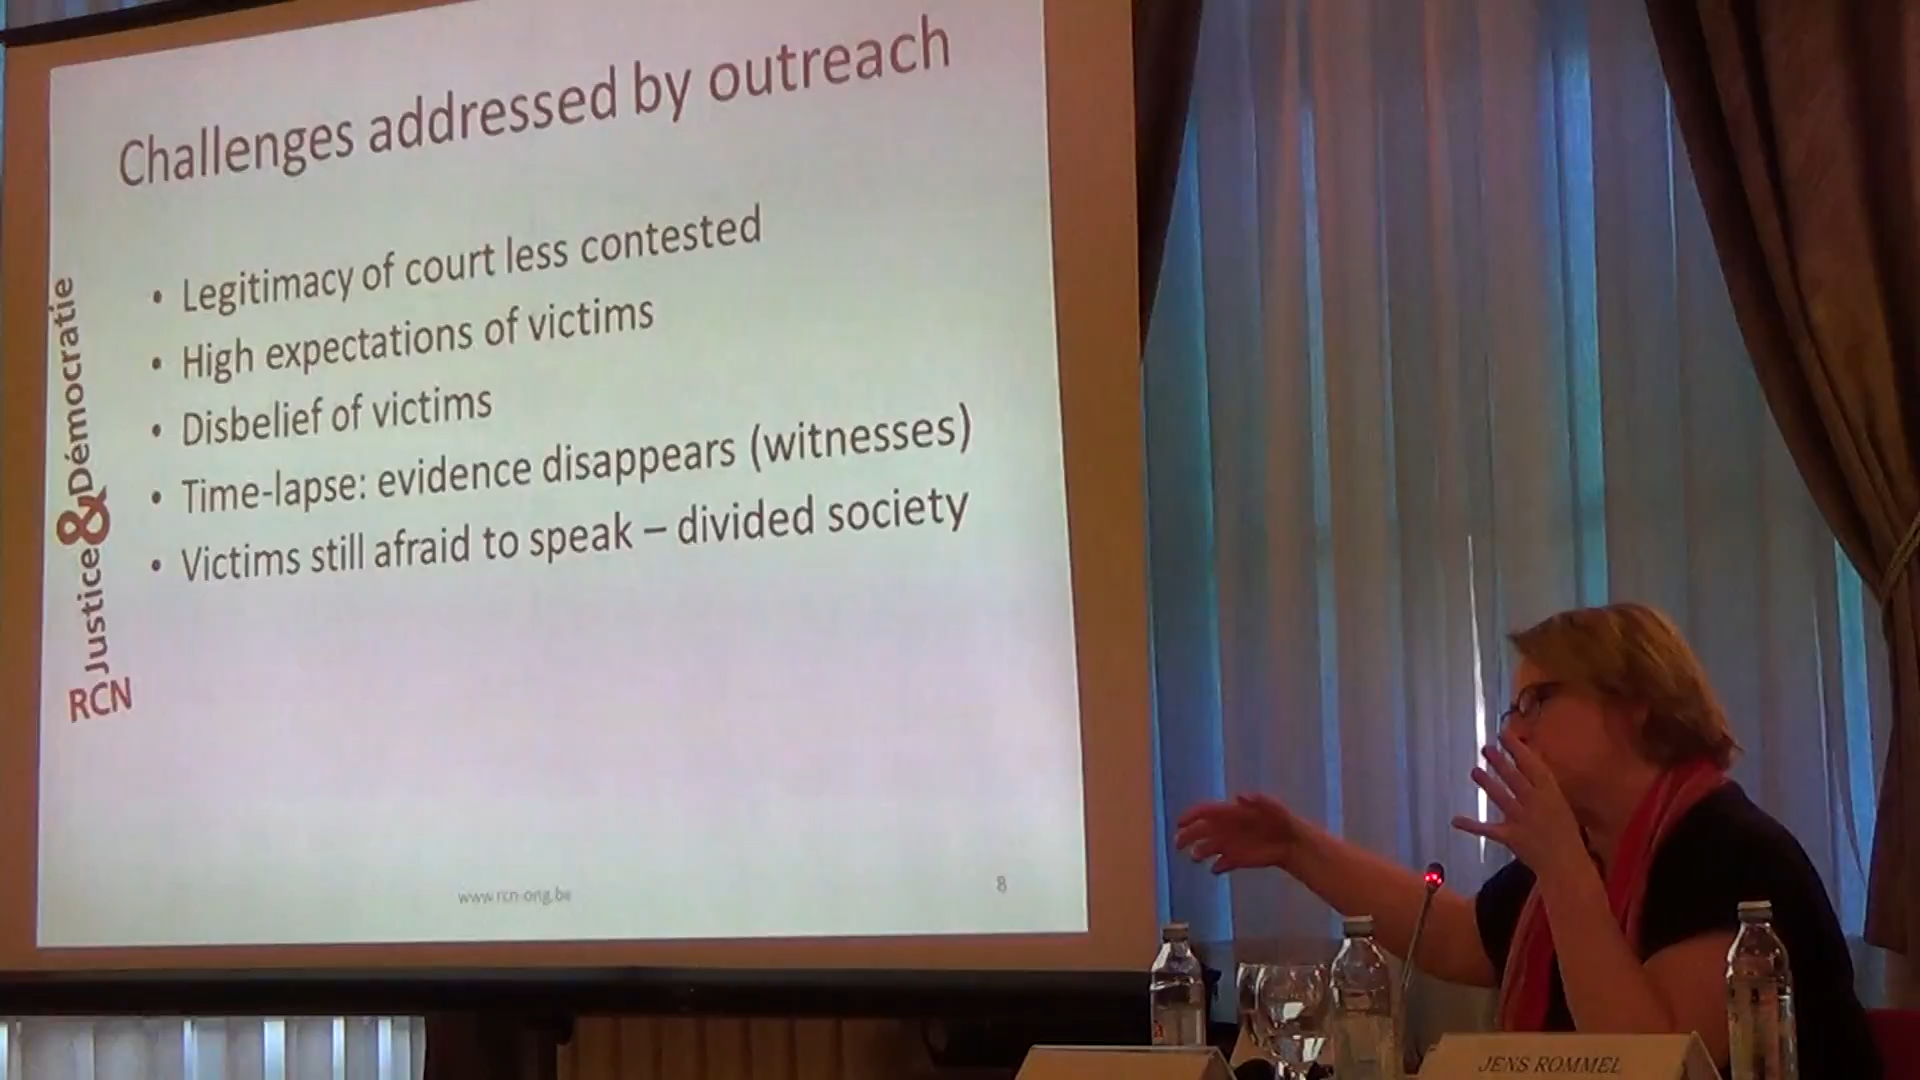 Challenges addressed by outreach
• Legitimacy of court less contested
• High expectations of victims
• Disbelief of victims
• Time-lapse: evidence disappears (witnesses)
• Victims still afraid to speak – divided society
RCN Justice & Démocratie
www.rcn-ong.be
8
JENS ROMMEL